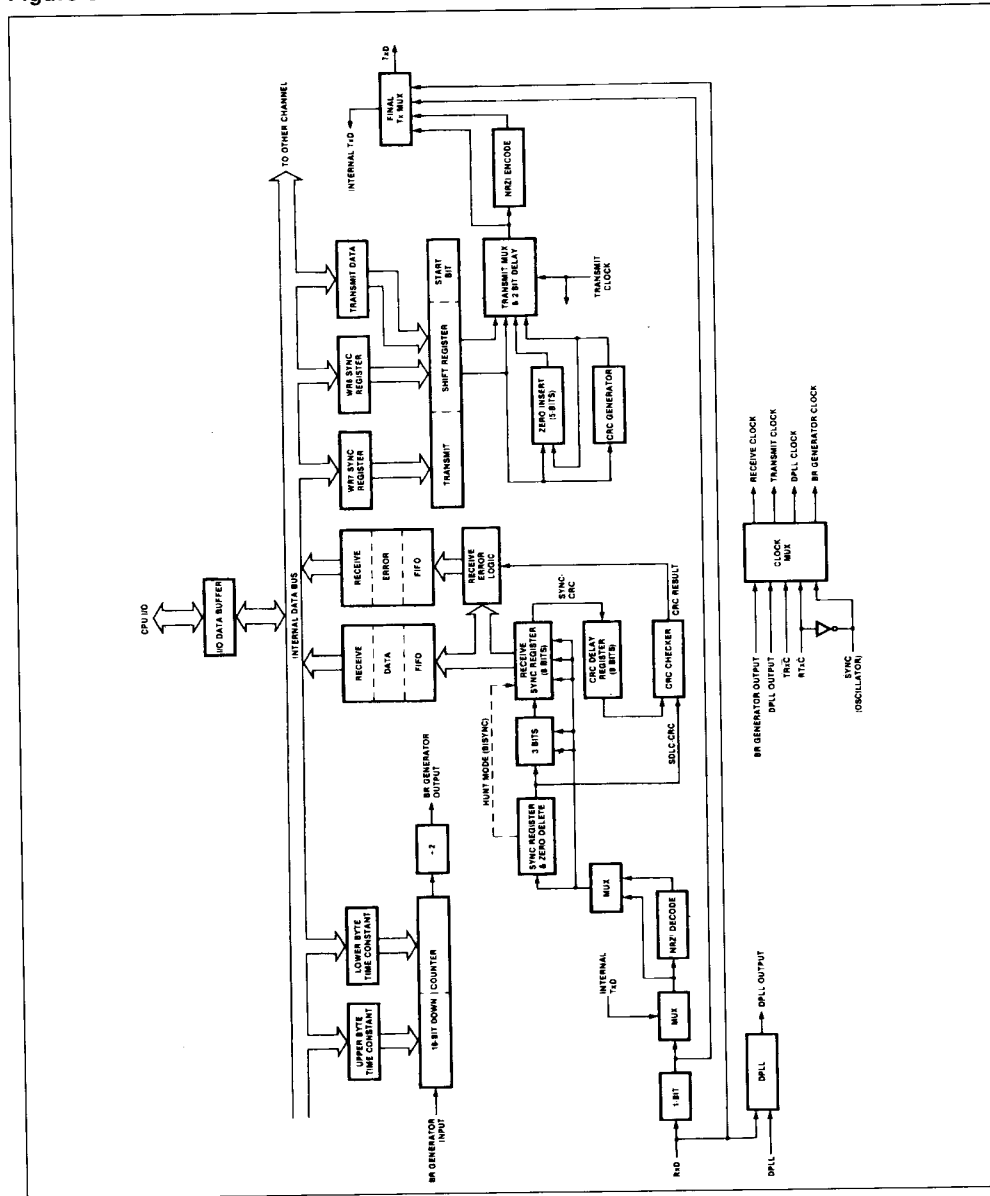 CPU I/O
I/O DATA BUFFER
INTERNAL DATA BUS
TO OTHER CHANNEL
UPPER BYTE
TIME CONSTANT
LOWER BYTE
TIME CONSTANT
BR GENERATOR
INPUT
16-BIT DOWN COUNTER
÷ 2
BR GENERATOR
OUTPUT
RECEIVE
DATA
FIFO
RECEIVE
ERROR
FIFO
RECEIVE
ERROR
LOGIC
WR7 SYNC
REGISTER
WR6 SYNC
REGISTER
TRANSMIT DATA
TRANSMIT
SHIFT REGISTER
START
BIT
INTERNAL TxD
FINAL
Tx MUX
TxD
NRZI ENCODE
TRANSMIT MUX
& 2 BIT DELAY
TRANSMIT
CLOCK
ZERO INSERT
(5-BITS)
CRC GENERATOR
HUNT MODE (BISYNC)
SYNC REGISTER
& ZERO DELETE
3 BITS
RECEIVE
SYNC REGISTER
(8 BITS)
SYNC-
CRC
CRC DELAY
REGISTER
(8 BITS)
CRC CHECKER
CRC RESULT
SDLC-CRC
INTERNAL
TxD
MUX
NRZI DECODE
MUX
RxD
1-BIT
DPLL
DPLL
DPLL OUTPUT
BR GENERATOR OUTPUT
DPLL OUTPUT
TRxC
RTxC
SYNC
(OSCILLATOR)
CLOCK
MUX
RECEIVE CLOCK
TRANSMIT CLOCK
DPLL CLOCK
BR GENERATOR CLOCK